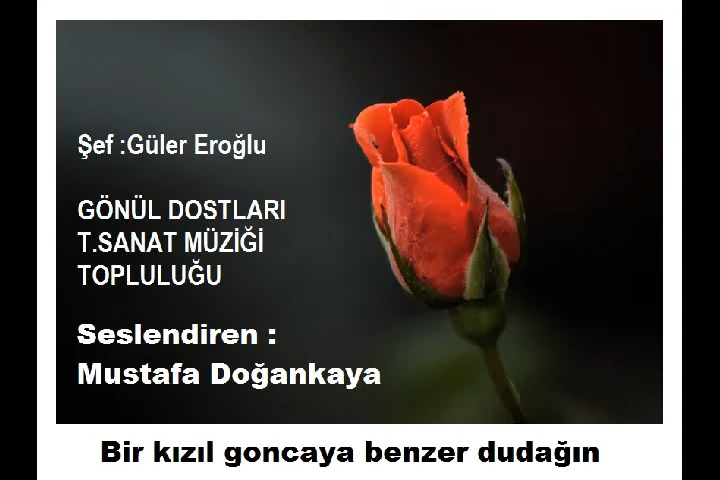 Şef :Güler Eroğlu
GÖNÜL DOSTLARI
T.SANAT MÜZİĞİ
TOPLULUĞU
Seslendiren :
Mustafa Doğankaya
Bir kızıl goncaya benzer dudağın